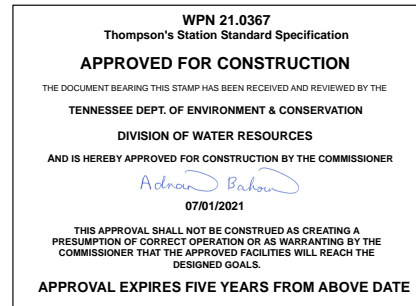 WPN 21.0367
Thompson's Station Standard Specification
APPROVED FOR CONSTRUCTION
THE DOCUMENT BEARING THIS STAMP HAS BEEN RECEIVED AND REVIEWED BY THE
TENNESSEE DEPT. OF ENVIRONMENT & CONSERVATION
DIVISION OF WATER RESOURCES
AND IS HEREBY APPROVED FOR CONSTRUCTION BY THE COMMISSIONER
Adnan Bahour
07/01/2021
THIS APPROVAL SHALL NOT BE CONSTRUED AS CREATING A
PRESUMPTION OF CORRECT OPERATION OR AS WARRANTING BY THE
COMMISSIONER THAT THE APPROVED FACILITIES WILL REACH THE
DESIGNED GOALS.
APPROVAL EXPIRES FIVE YEARS FROM ABOVE DATE